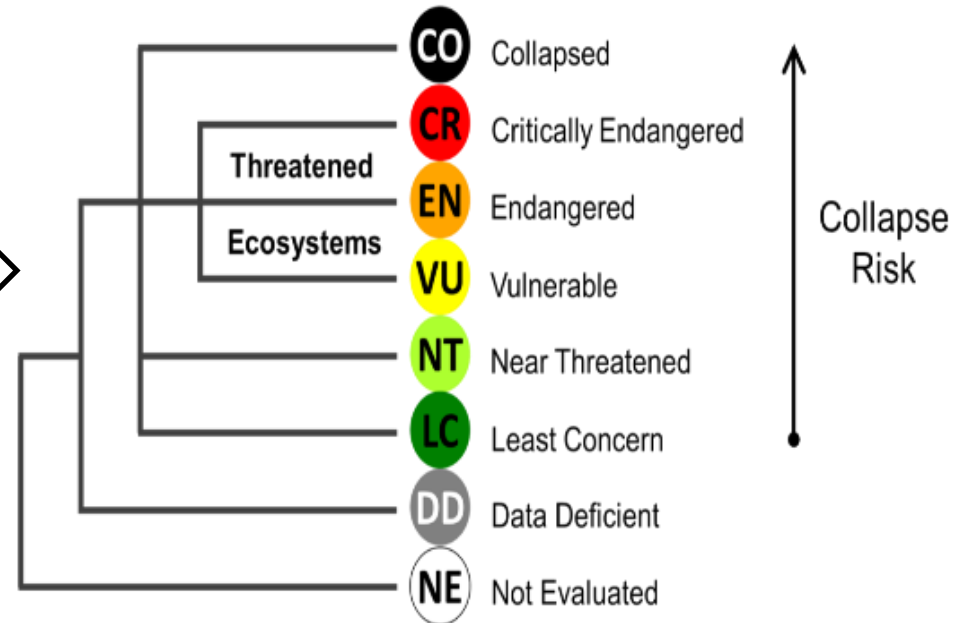 CO Collapsed
CR Critically Endangered
Threatened
EN Endangered
Ecosystems
VU Vulnerable
NT Near Threatened
LC Least Concern
DD Data Deficient
NE Not Evaluated
Collapse
Risk